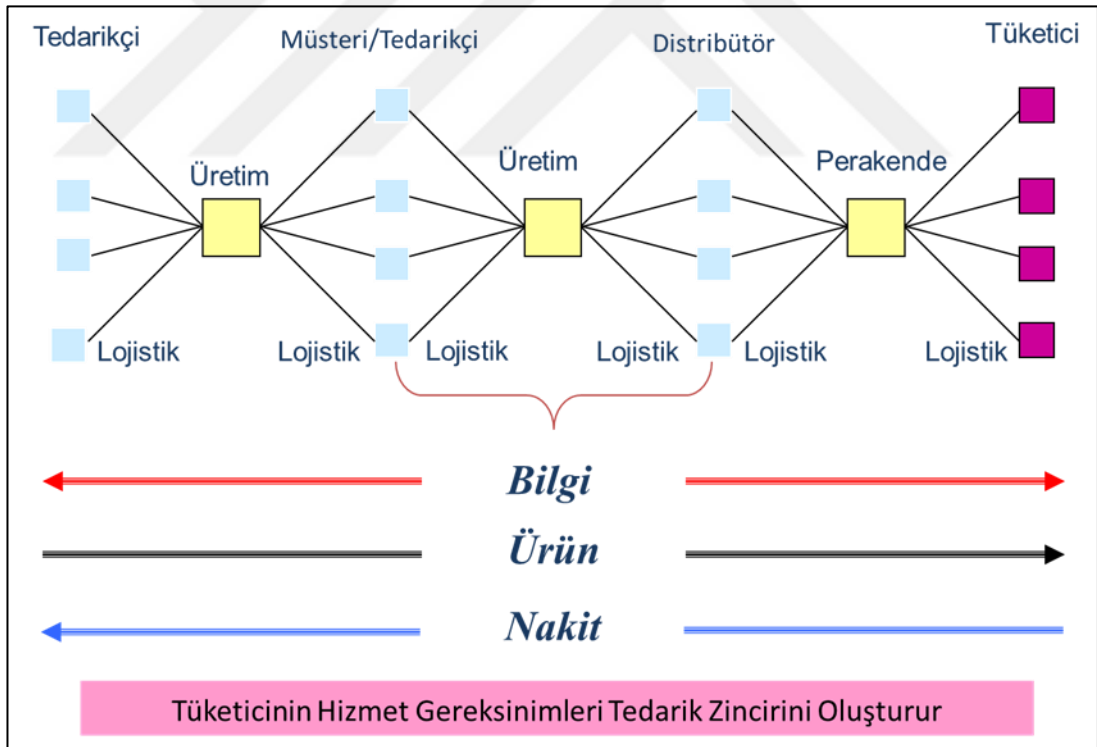 Tedarikçi
Müsteri/Tedarikçi
Distribütör
Tüketici
Üretim
Üretim
Perakende
Lojistik
Lojistik
Lojistik
Lojistik
Lojistik
Lojistik
Bilgi
Ürün
Nakit
Tüketicinin Hizmet Gereksinimleri Tedarik Zincirini Oluşturur